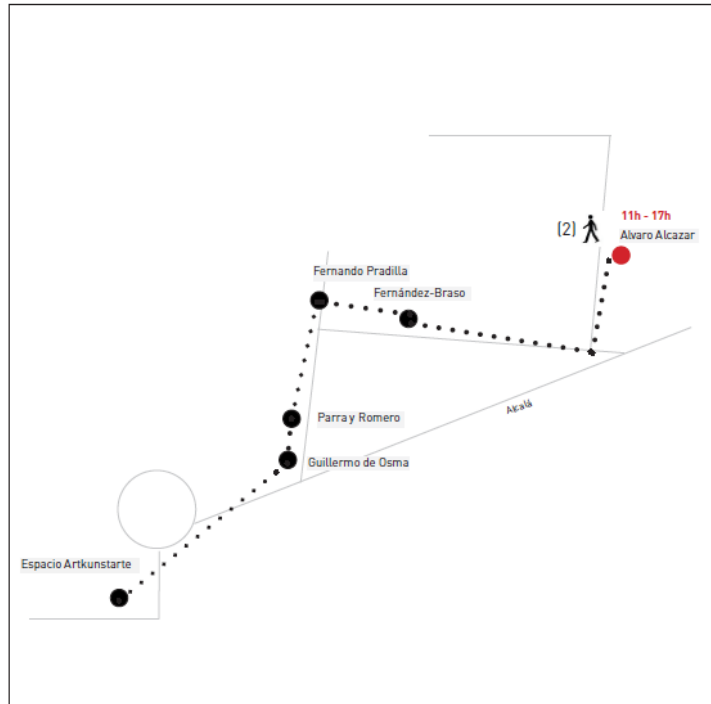 11h - 17h
(2)
Alvaro Alcazar
Fernando Pradilla
Fernández-Braso
Alcalá
Parra y Romero
Guillermo de Osma
Espacio Artkunstarte